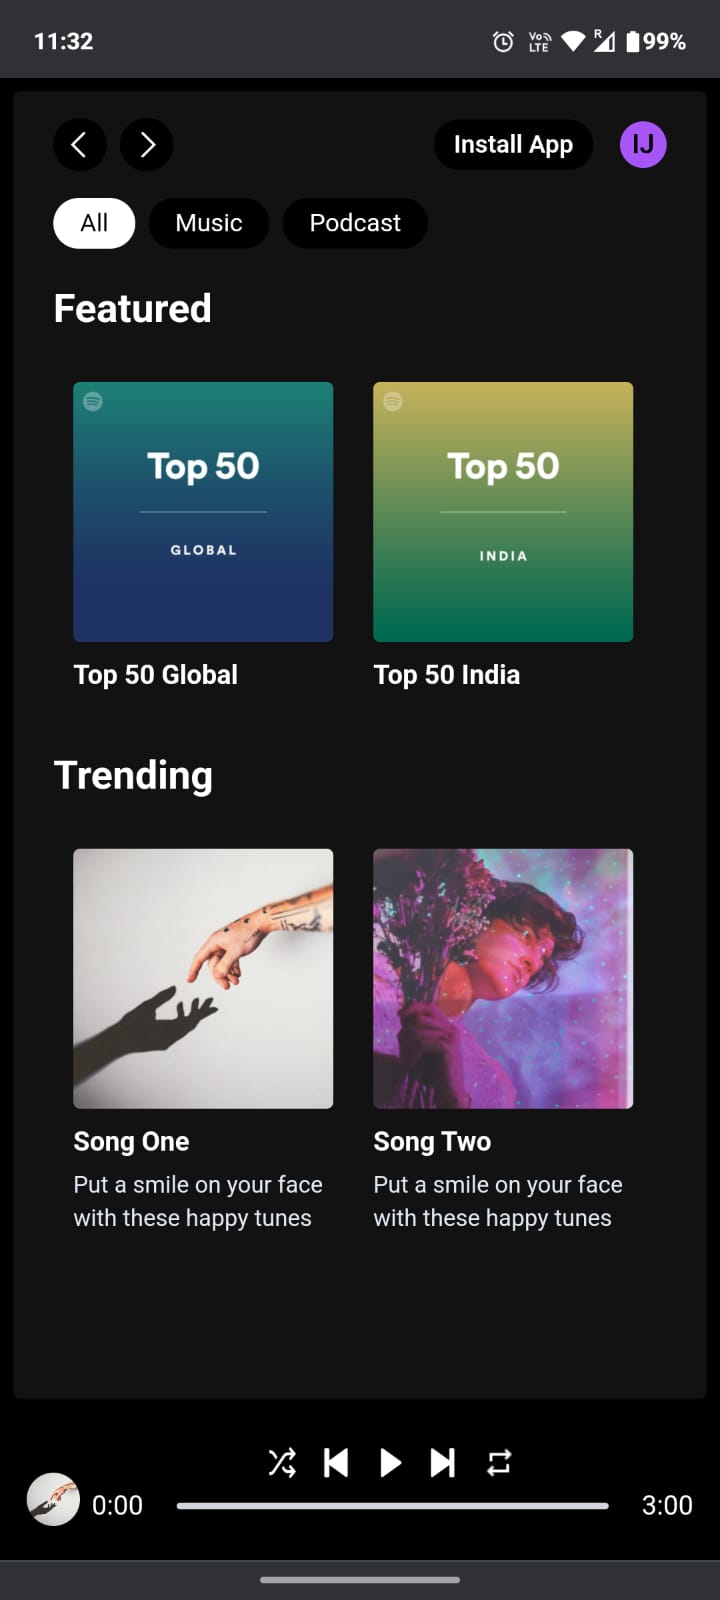 11:32
Vo)) LTE R 99%
Install App IJ
All Music Podcast
Featured
Top 50
GLOBAL
Top 50
INDIA
Top 50 Global
Top 50 India
Trending
Song One
Put a smile on your face
with these happy tunes
Song Two
Put a smile on your face
with these happy tunes
0:00 3:00